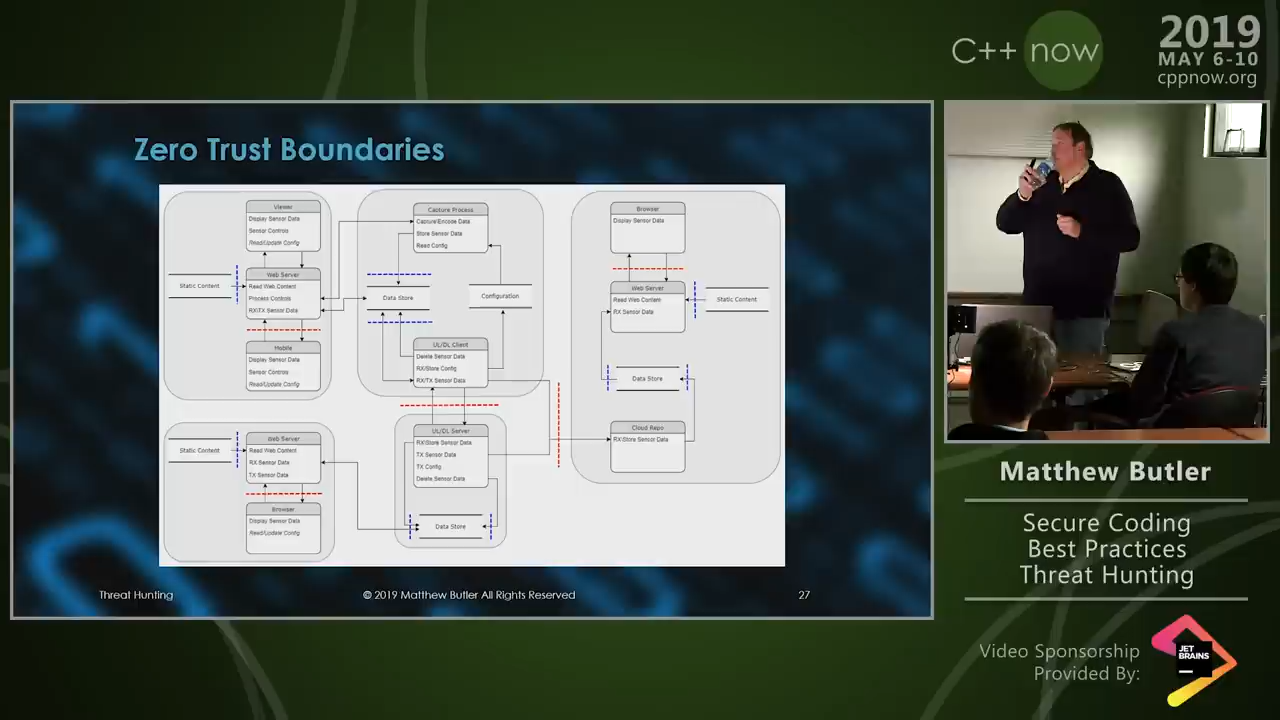 C++ now
2019
MAY 6-10
cppnow.org
Zero Trust Boundaries
Viewer
Display Sensor Data
Sensor Controls
Read/Update Config
Static Content
Web Server
Read Web Content
Process Controls
RX/TX Sensor Data
Mobile
Display Sensor Data
Sensor Controls
Read/Update Config
Capture Process
Capture\Encode Data
Store Sensor Data
Read Config
Data Store
Configuration
UL/DL Client
Delete Sensor Data
RX/Store Config
RX/TX Sensor Data
Browser
Display Sensor Data
Web Server
Read Web Content
RX Sensor Data
Static Content
Data Store
Cloud Repo
RX\Store Sensor Data
Static Content
Web Server
Read Web Content
RX Sensor Data
TX Sensor Data
Browser
Display Sensor Data
Read/Update Config
UL/DL Server
RX\Store Sensor Data
TX Sensor Data
TX Config
Delete Sensor Data
Data Store
Threat Hunting
© 2019 Matthew Butler All Rights Reserved
27
Matthew Butler
Secure Coding
Best Practices
Threat Hunting
Video Sponsorship
Provided By:
JET
BRAINS